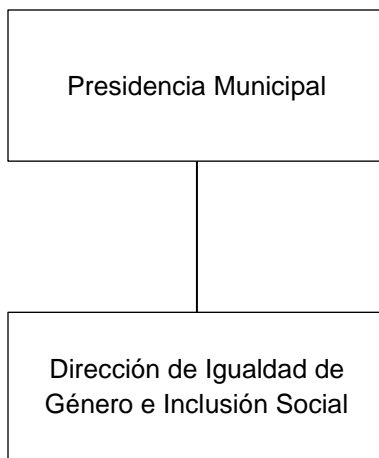 Presidencia Municipal
Dirección de Igualdad de
Género e Inclusión Social